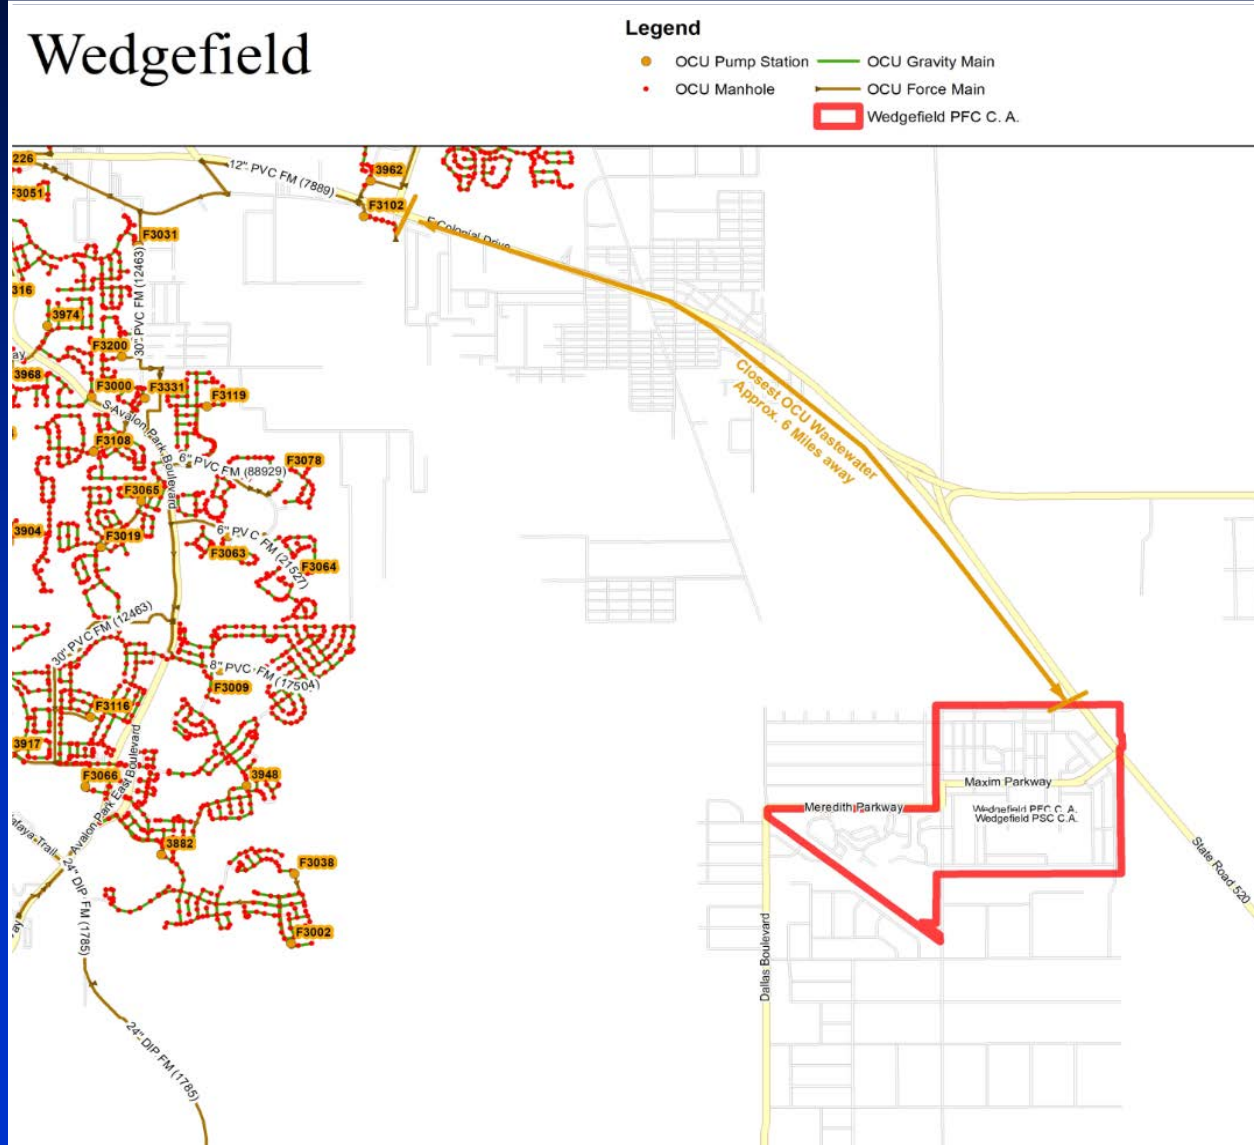 Wedgefield
Legend
OCU Pump Station
OCU Gravity Main
OCU Manhole
OCU Force Main
Wedgefield PFC C. A.
226
3962
12" PVC FM (7889)
F3051
F3102
E Colonial Drive
F3031
30" PVC FM (12463)
316
3974
F3200
ay
3968
F3000
F3331
F3119
S Avalon Park Boulevard
Closest OCU Wastewater
Approx. 6 Miles away
F3108
6" PVC FM (88929)
F3078
F3065
3904
F3019
6" PVC FM (21527)
F3063
F3064
30" PVC FM (12463)
8" PVC FM (17504)
F3009
F3116
3917
F3066
3948
Avalon Park East Boulevard
Maxim Parkway
Meredith Parkway
Wedgefield PFC C. A.
Wedgefield PSC C.A.
afaya Trail
3882
State Road 520
24" DIP FM (1785)
F3038
ay
F3002
Dallas Boulevard
24" DIP FM (1785)